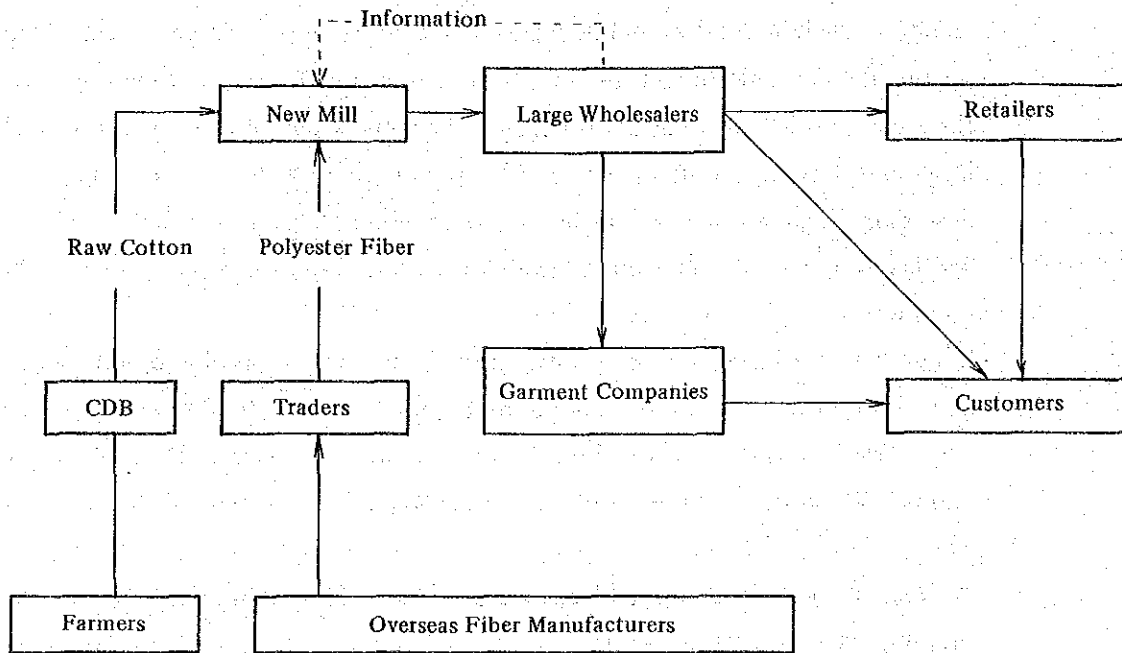 Information
New Mill
Large Wholesalers
Retailers
Raw Cotton
Polyester Fiber
CDB
Traders
Garment Companies
Customers
Farmers
Overseas Fiber Manufacturers